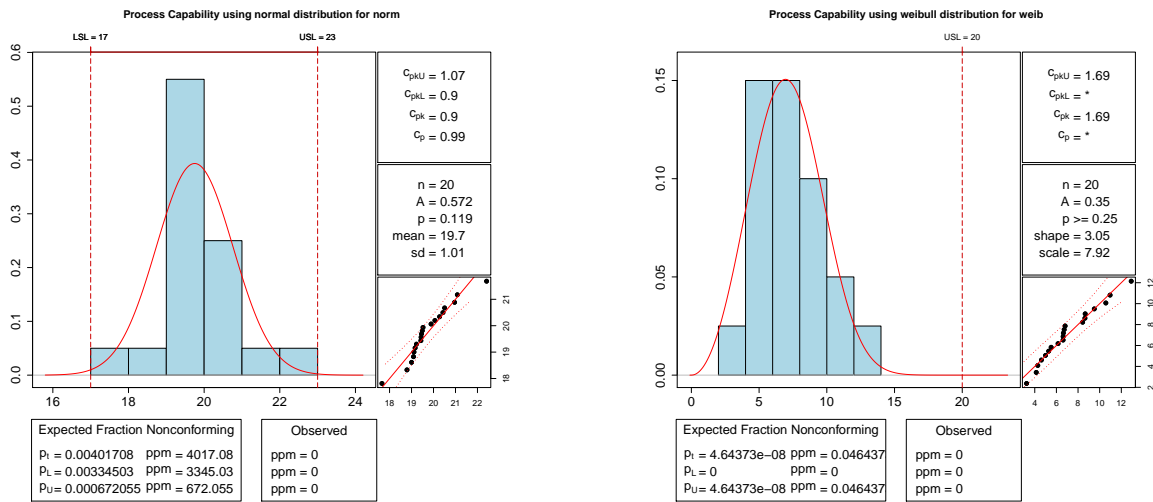 Process Capability using normal distribution for norm
LSL = 17
USL = 23
0.0
0.1
0.2
0.3
0.4
0.5
0.6
16
18
20
22
24
cpkU = 1.07
cpkL = 0.9
cpk = 0.9
cp = 0.99
n = 20
A = 0.572
p = 0.119
mean = 19.7
sd = 1.01
18
19
20
21
18
19
20
21
22
Expected Fraction Nonconforming
pt = 0.00401708 ppm = 4017.08
pL = 0.00334503 ppm = 3345.03
pU = 0.000672055 ppm = 672.055
Observed
ppm = 0
ppm = 0
ppm = 0
Process Capability using weibull distribution for weib
USL = 20
0.00
0.05
0.10
0.15
0
5
10
15
20
cpkU = 1.69
cpkL = *
cpk = 1.69
cp = *
n = 20
A = 0.35
p >= 0.25
shape = 3.05
scale = 7.92
2
4
6
8
10
12
4
6
8
10
12
Expected Fraction Nonconforming
pt = 4.64373e−08 ppm = 0.046437
pL = 0 ppm = 0
pU = 4.64373e−08 ppm = 0.046437
Observed
ppm = 0
ppm = 0
ppm = 0